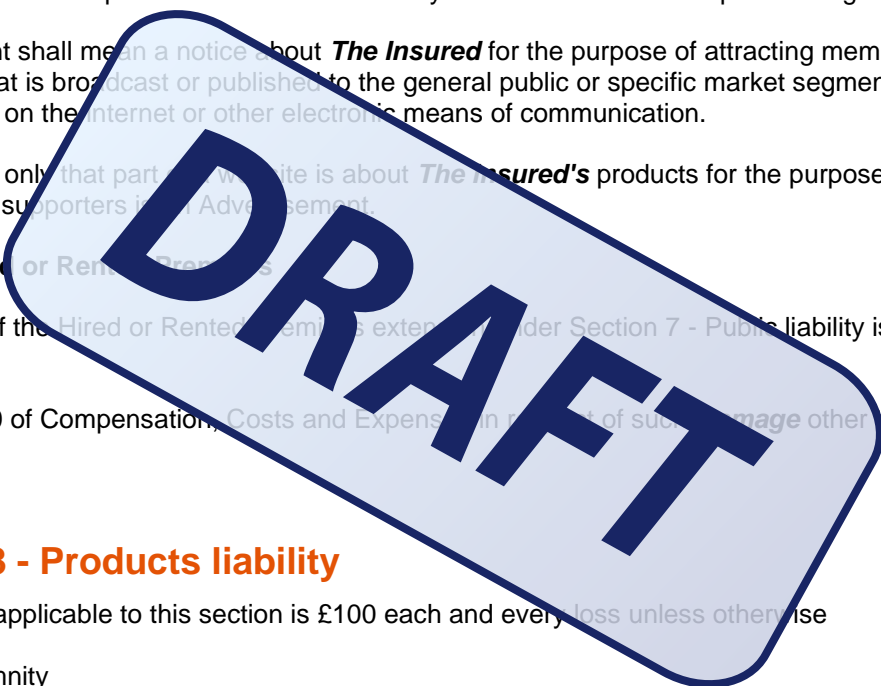 t shall mean a notice about The Insured for the purpose of attracting mem
at is broadcast or published to the general public or specific market segmen
on the internet or other electronic means of communication.
only that part website is about The Insured's products for the purpose
supporters is Advertisement.
or Rented Premises
f the Hired or Rented Premises extension under Section 7 - Public liability is
0 of Compensation, Costs and Expenses in respect of such Damage other
DRAFT
8 - Products liability
applicable to this section is £100 each and every loss unless otherwise
nnity